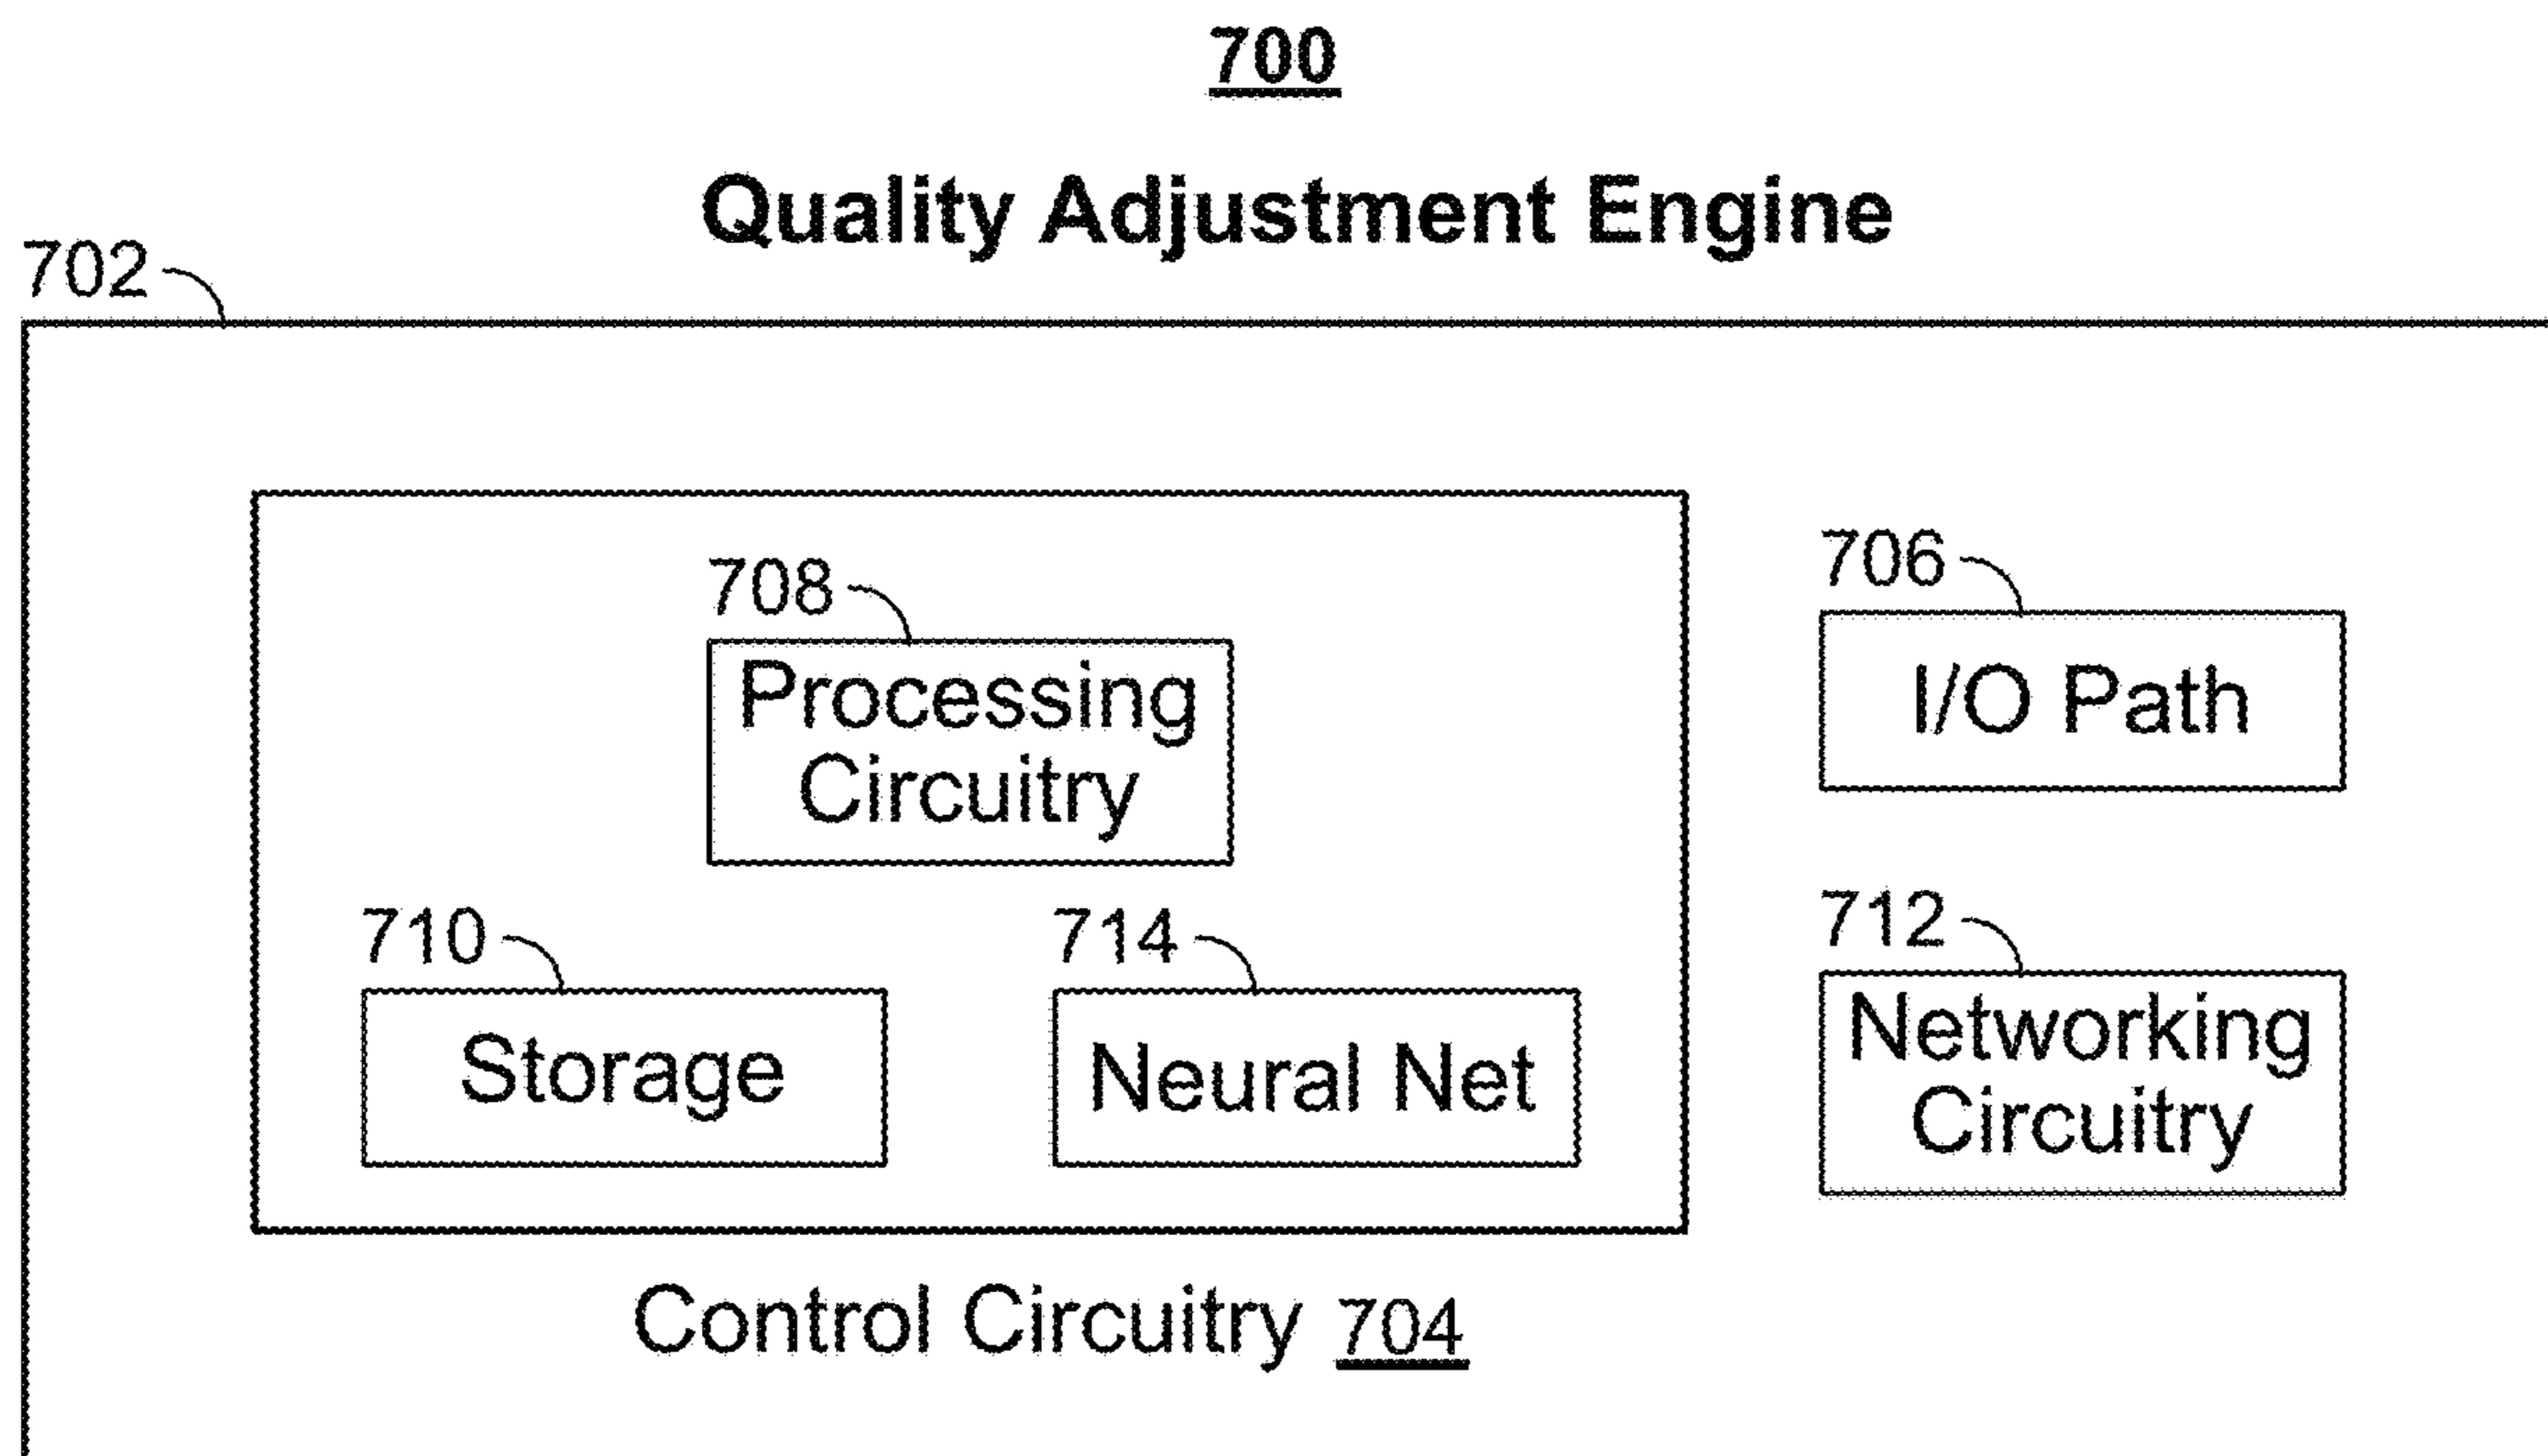 700
Quality Adjustment Engine
702
708
Processing
Circuitry
706
I/O Path
710
Storage
714
Neural Net
712
Networking
Circuitry
Control Circuitry 704